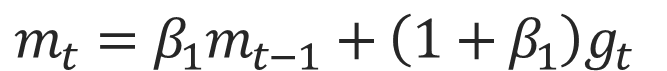 m_t = β_1 m_{t−1} + (1 + β_1)g_t